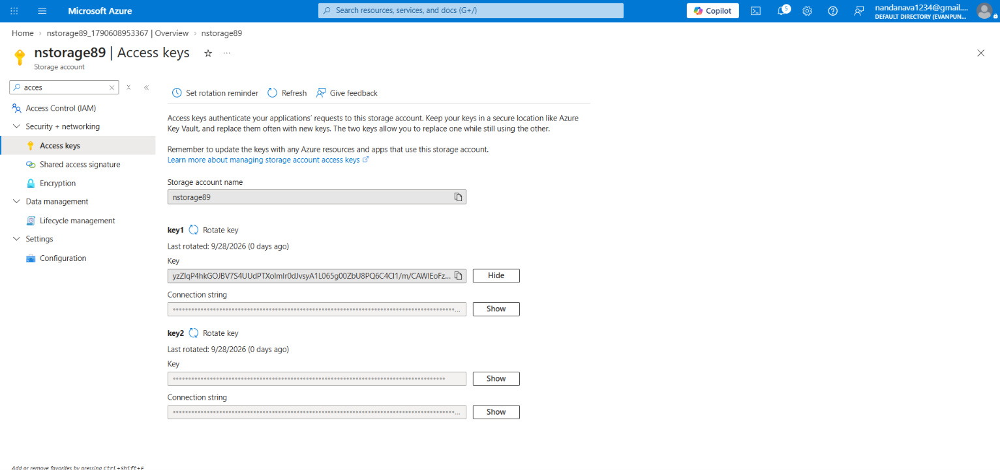 Microsoft Azure
Search resources, services, and docs (G+/)
Copilot
5
nandanava1234@gmail....
DEFAULT DIRECTORY (EVANPUN...
Home > nstorage89_1790608953367 | Overview > nstorage89
nstorage89 | Access keys
Storage account
acces
Access Control (IAM)
Security + networking
Access keys
Shared access signature
Encryption
Data management
Lifecycle management
Settings
Configuration
Add or remove favorites by pressing Ctrl+Shift+F
Set rotation reminder
Refresh
Give feedback
Access keys authenticate your applications' requests to this storage account. Keep your keys in a secure location like Azure
Key Vault, and replace them often with new keys. The two keys allow you to replace one while still using the other.
Remember to update the keys with any Azure resources and apps that use this storage account.
Learn more about managing storage account access keys
Storage account name
nstorage89
key1
Rotate key
Last rotated: 9/28/2026 (0 days ago)
Key
Hide
Connection string
Show
key2
Rotate key
Last rotated: 9/28/2026 (0 days ago)
Key
Show
Connection string
Show